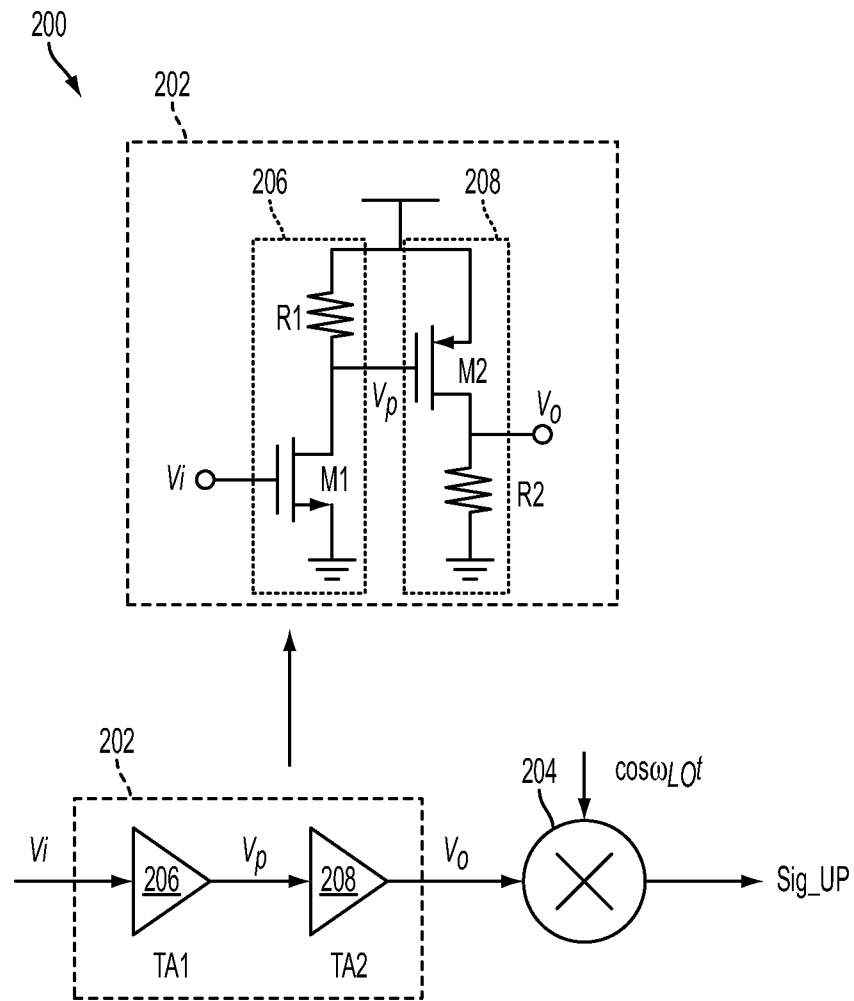 200
202
206
208
R1
M2
Vp
Vo
Vi
M1
R2
202
204
cosωLOt
Vi
206
Vp
208
Vo
Sig_UP
TA1
TA2